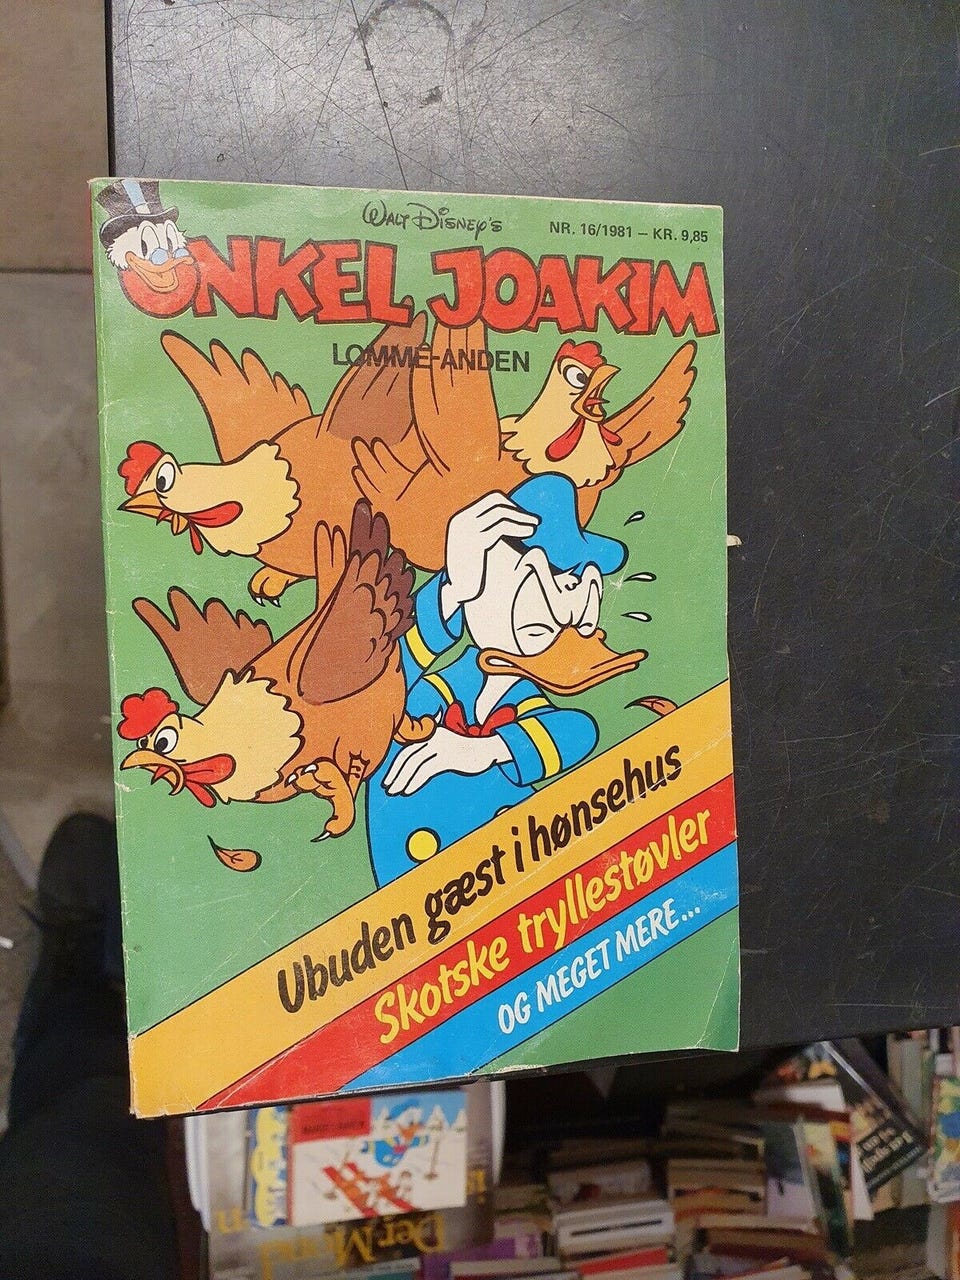 WALT DISNEY'S
NR. 16/1981 – KR. 9,85
ONKEL JOAKIM
LOMME-ANDEN
Ubuden gæst i hønsehus
Skotske tryllestøvler
OG MEGET MERE...